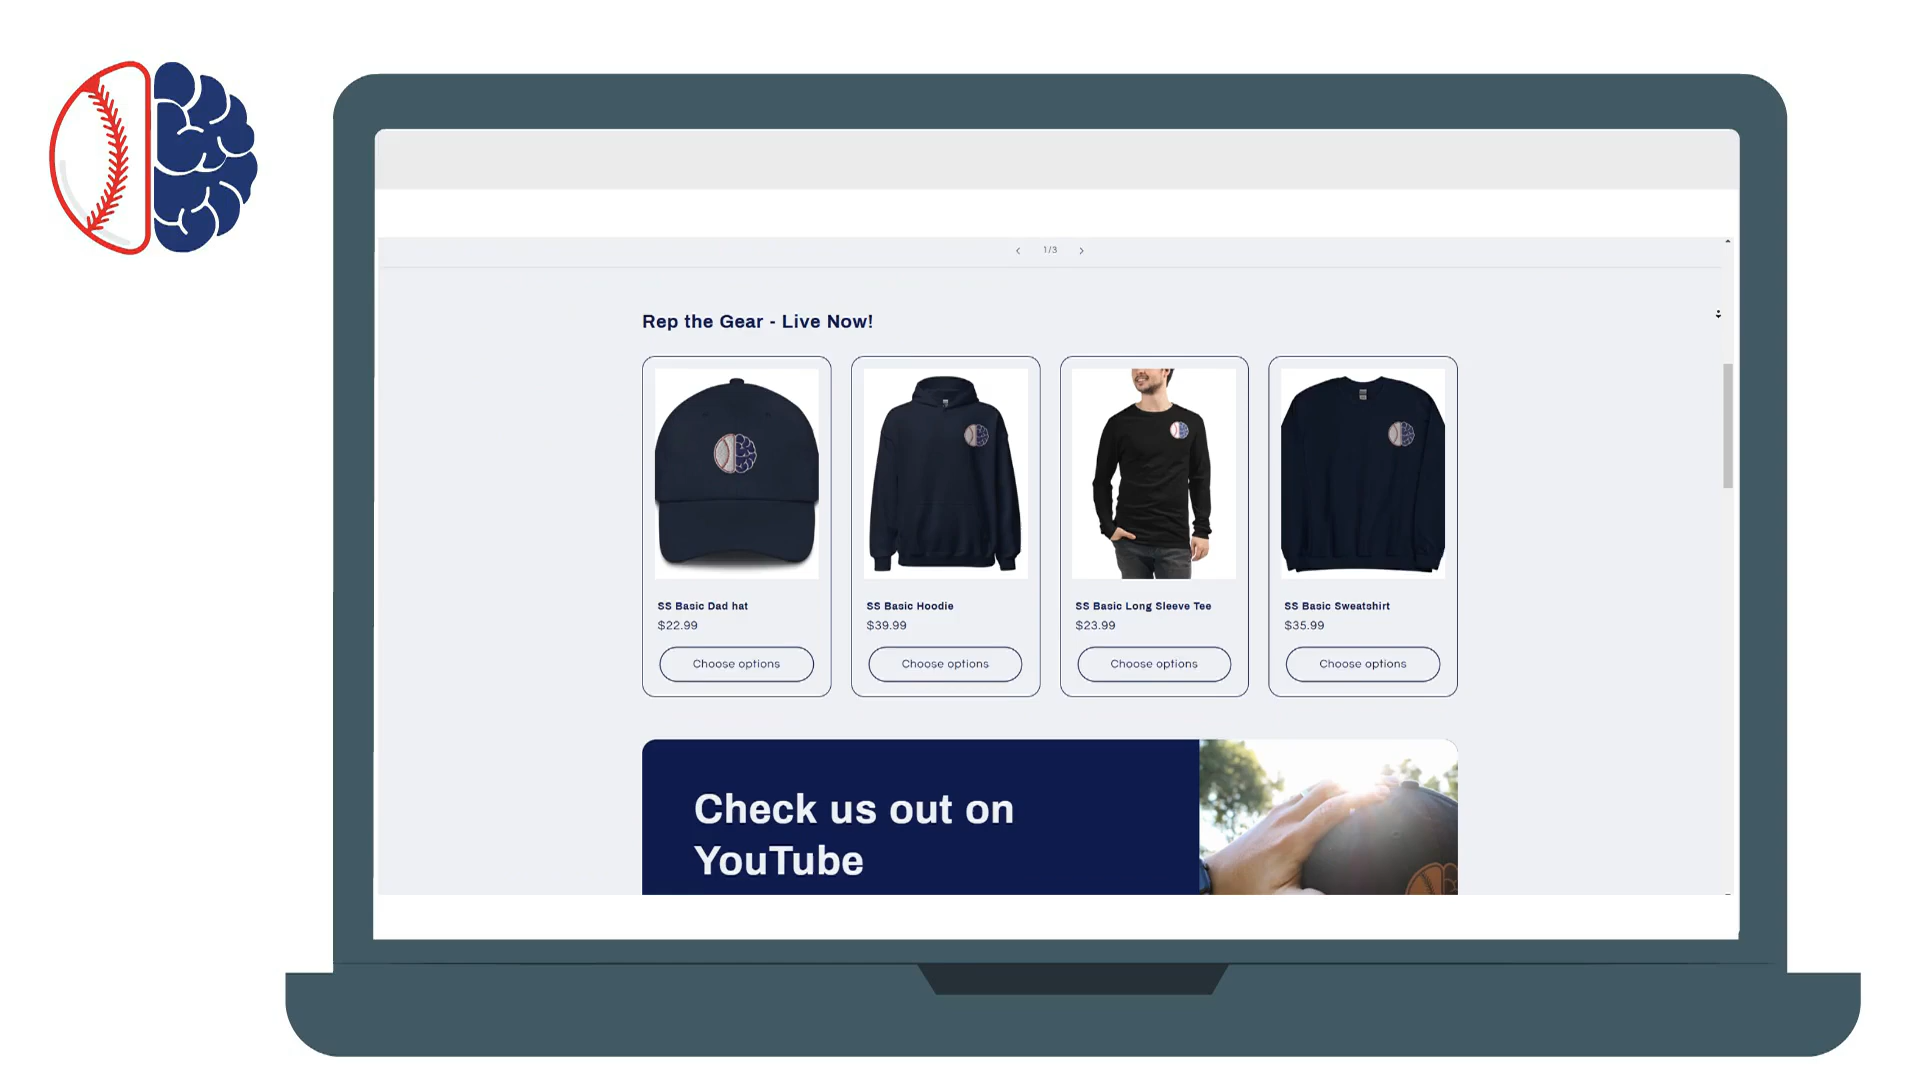 1/3
Rep the Gear - Live Now!
SS Basic Dad hat
$22.99
Choose options
SS Basic Hoodie
$39.99
Choose options
SS Basic Long Sleeve Tee
$23.99
Choose options
SS Basic Sweatshirt
$35.99
Choose options
Check us out on
YouTube